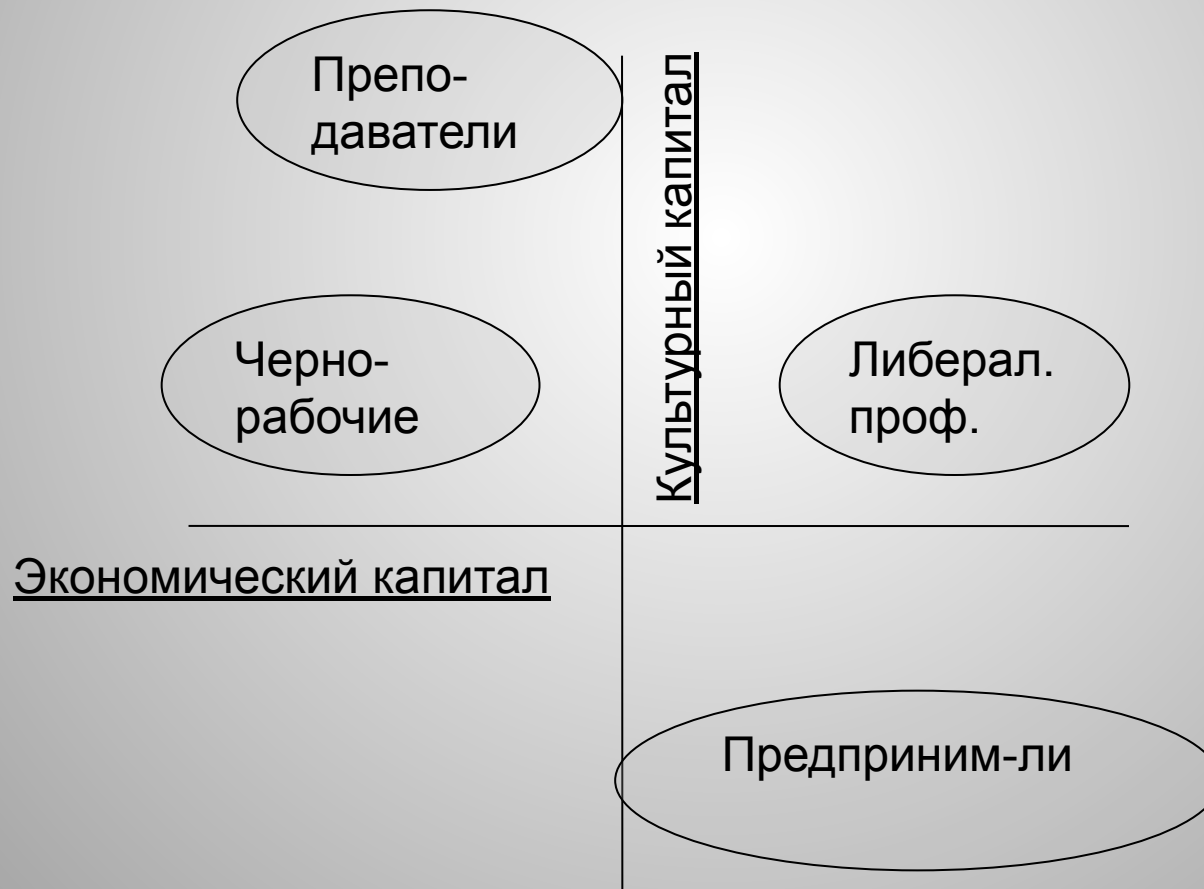 Препо-
даватели
Культурный капитал
Черно-
рабочие
Либерал.
проф.
Экономический капитал
Предприним-ли